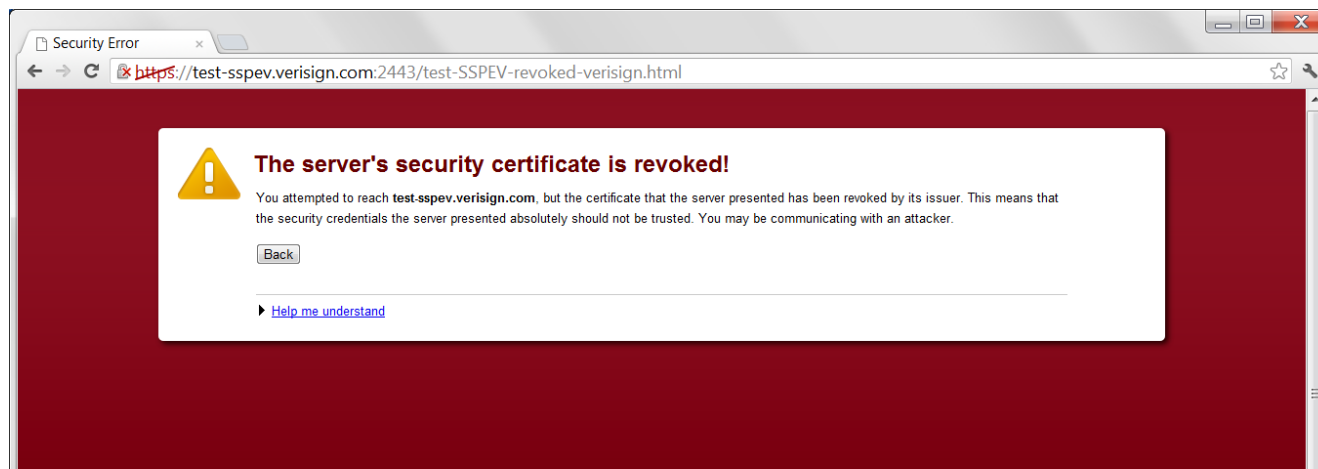 Security Error
https://test-sspev.verisign.com:2443/test-SSPEV-revoked-verisign.html
The server's security certificate is revoked!
You attempted to reach test-sspev.verisign.com, but the certificate that the server presented has been revoked by its issuer. This means that
the security credentials the server presented absolutely should not be trusted. You may be communicating with an attacker.
Back
Help me understand